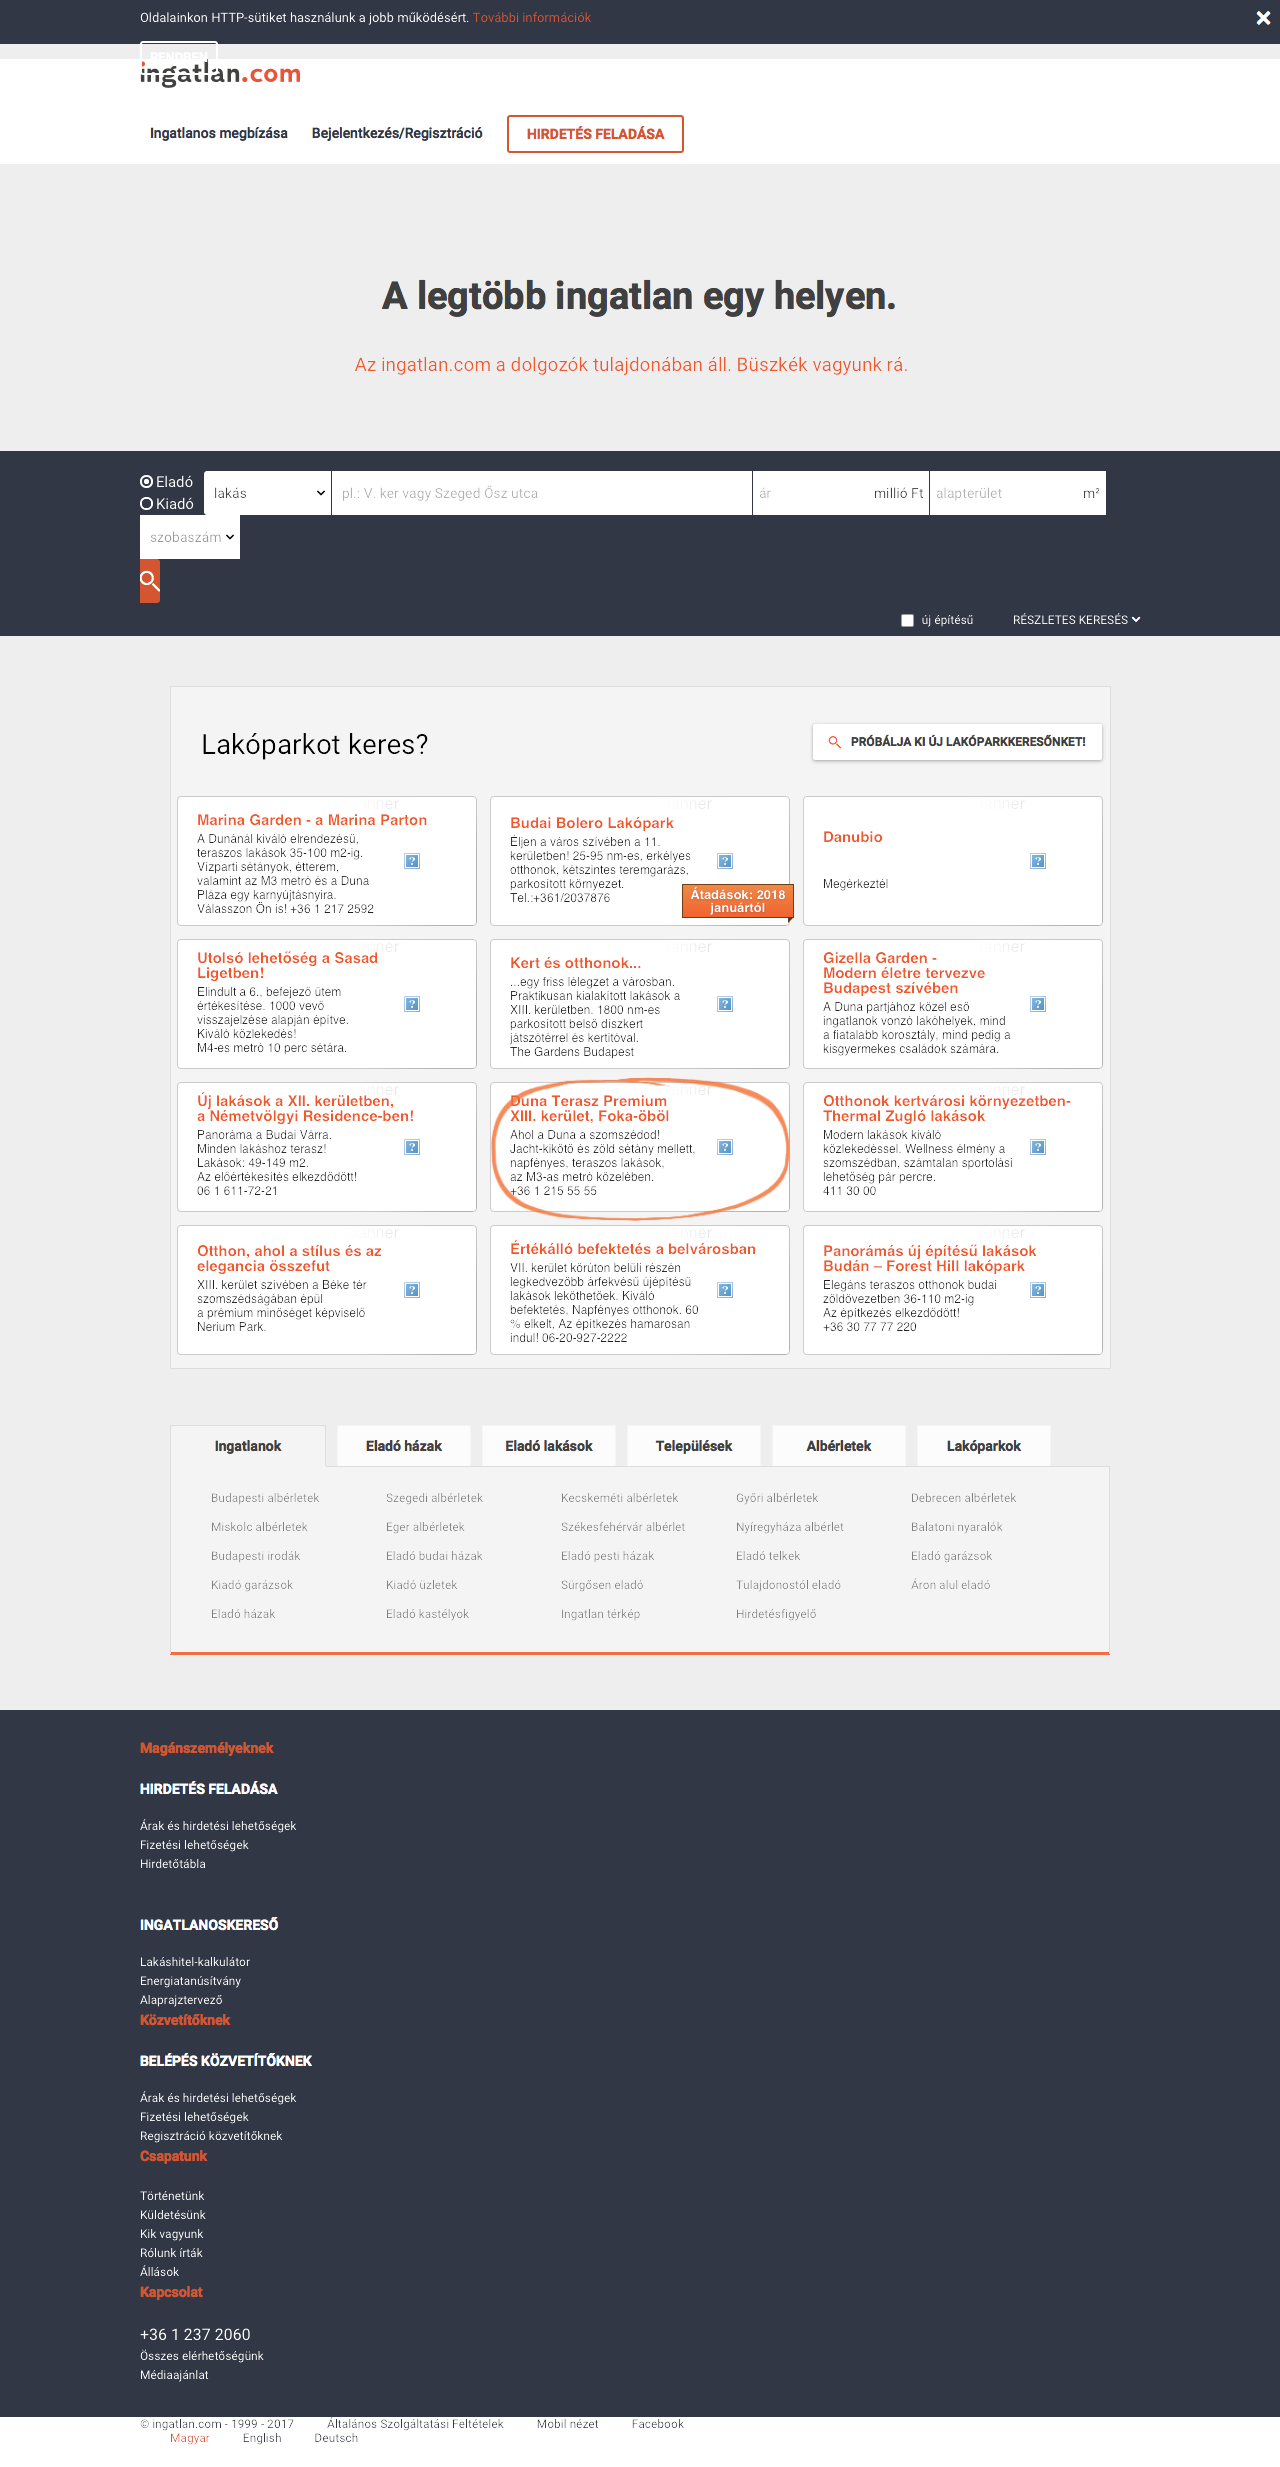 Oldalainkon HTTP-sütiket használunk a jobb működésért. További információk
RENDBEN
ingatlan.com
Ingatlanos megbízása Bejelentkezés/Regisztráció HIRDETÉS FELADÁSA
A legtöbb ingatlan egy helyen.
Az ingatlan.com a dolgozók tulajdonában áll. Büszkék vagyunk rá.
Eladó
Kiadó
lakás pl.: V. ker vagy Szeged Ősz utca ár millió Ft alapterület m²
szobaszám
új építésű RÉSZLETES KERESÉS
Lakóparkot keres?
PRÓBÁLJA KI ÚJ LAKÓPARKKERESŐNKET!
Marina Garden - a Marina Parton
A Dunánál kiváló elrendezésű,
teraszos lakások 35-100 m2-ig.
Vízparti sétányok, étterem,
valamint az M3 metró és a Duna
Pláza egy karnyújtásnyira.
Válasszon Ön is! +36 1 217 2592
Budai Bolero Lakópark
Éljen a város szívében a 11.
kerületben! 25-95 nm-es, erkélyes
otthonok, kétszintes teremgarázs,
parkosított környezet.
Tel.:+361/2037876
Átadások: 2018
januártól
Danubio
Megérkeztél
Utolsó lehetőség a Sasad
Ligetben!
Elindult a 6., befejező ütem
értékesítése. 1000 vevő
visszajelzése alapján építve.
Kiváló közlekedés!
M4-es metró 10 perc sétára.
Kert és otthonok...
...egy friss lélegzet a városban.
Praktikusan kialakított lakások a
XIII. kerületben. 1800 nm-es
parkosított belső díszkert
játszótérrel és kerti tóval.
The Gardens Budapest
Gizella Garden -
Modern életre tervezve
Budapest szívében
A Duna partjához közel eső
ingatlanok vonzó lakóhelyek, mind
a fiatalabb korosztály, mind pedig a
kisgyermekes családok számára.
Új lakások a XII. kerületben,
a Németvölgyi Residence-ben!
Panoráma a Budai Várra.
Minden lakáshoz terasz!
Lakások: 49-149 m2.
Az előértékesítés elkezdődött!
06 1 611-72-21
Duna Terasz Premium
XIII. kerület, Foka-öböl
Ahol a Duna a szomszédod!
Jacht-kikötő és zöld sétány mellett,
napfényes, teraszos lakások,
az M3-as metró közelében.
+36 1 215 55 55
Otthonok kertvárosi környezetben-
Thermal Zugló lakások
Modern lakások kiváló
közlekedéssel. Wellness élmény a
szomszédban, számtalan sportolási
lehetőség pár percre.
411 30 00
Otthon, ahol a stílus és az
elegancia összefut
XIII. kerület szívében a Béke tér
szomszédságában épül
a prémium minőséget képviselő
Nerium Park.
Értékálló befektetés a belvárosban
VII. kerület körúton belüli részén
legkedvezőbb árfekvésű újépítésű
lakások leköthetőek. Kiváló
befektetés, Napfényes otthonok. 60
% elkelt, Az építkezés hamarosan
indul! 06-20-927-2222
Panorámás új építésű lakások
Budán – Forest Hill lakópark
Elegáns teraszos otthonok budai
zöldövezetben 36-110 m2-ig
Az építkezés elkezdődött!
+36 30 77 77 220
Ingatlanok Eladó házak Eladó lakások Települések Albérletek Lakóparkok
Budapesti albérletek Szegedi albérletek Kecskeméti albérletek Győri albérletek Debrecen albérletek
Miskolc albérletek Eger albérletek Székesfehérvár albérlet Nyíregyháza albérlet Balatoni nyaralók
Budapesti irodák Eladó budai házak Eladó pesti házak Eladó telkek Eladó garázsok
Kiadó garázsok Kiadó üzletek Sürgősen eladó Tulajdonostól eladó Áron alul eladó
Eladó házak Eladó kastélyok Ingatlan térkép Hirdetésfigyelő
Magánszemélyeknek
HIRDETÉS FELADÁSA
Árak és hirdetési lehetőségek
Fizetési lehetőségek
Hirdetőtábla
INGATLANOSKERESŐ
Lakáshitel-kalkulátor
Energiatanúsítvány
Alaprajztervező
Közvetítőknek
BELÉPÉS KÖZVETÍTŐKNEK
Árak és hirdetési lehetőségek
Fizetési lehetőségek
Regisztráció közvetítőknek
Csapatunk
Történetünk
Küldetésünk
Kik vagyunk
Rólunk írták
Állások
Kapcsolat
+36 1 237 2060
Összes elérhetőségünk
Médiaajánlat
© ingatlan.com - 1999 - 2017 Általános Szolgáltatási Feltételek Mobil nézet Facebook
Magyar English Deutsch